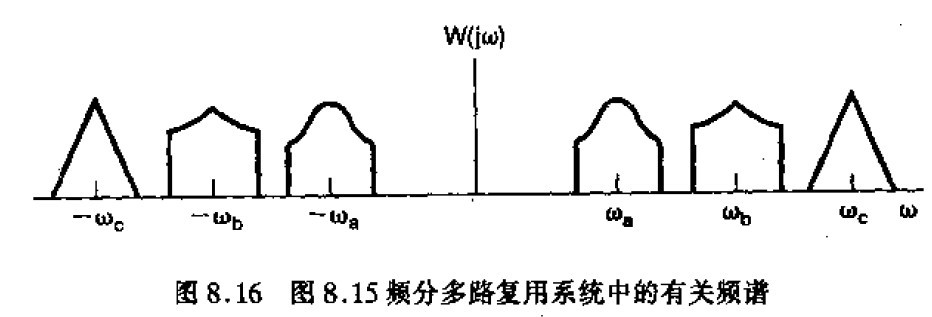 W(jω)
−ωc −ωb −ωa ωa ωb ωc ω
图 8.16 图 8.15 频分多路复用系统中的有关频谱